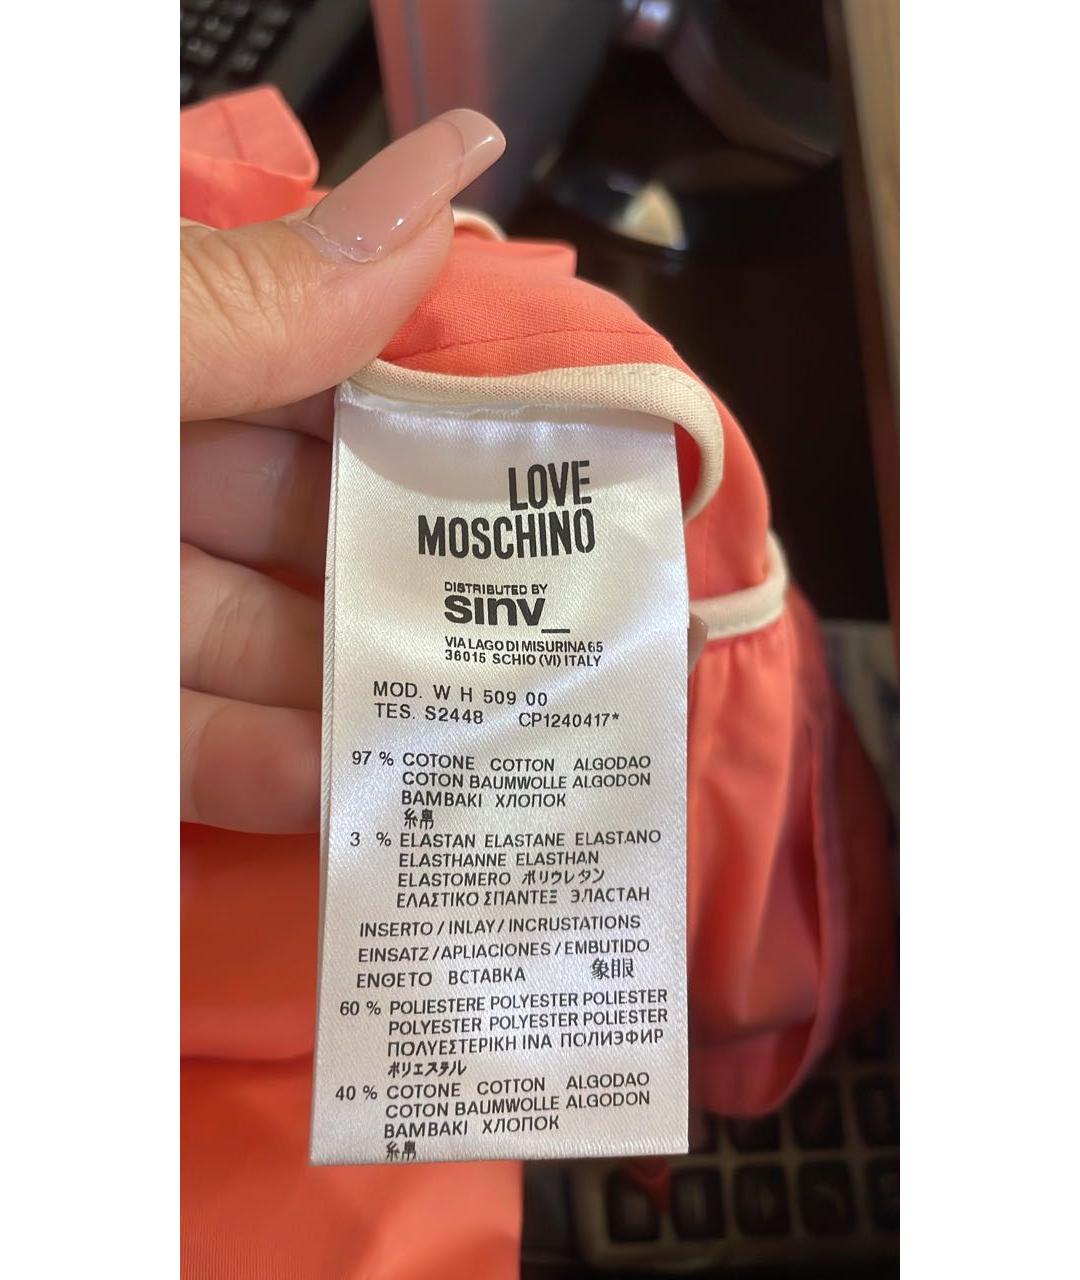 LOVE
MOSCHINO
DISTRIBUTED BY
sinv_
VIA LAGO DI MISURINA 65
36015 SCHIO (VI) ITALY
MOD. W H 509 00
TES. S2448 CP1240417*
97 % COTONE COTTON ALGODAO
COTON BAUMWOLLE ALGODON
BAMBAKI ХЛОПОК
糸帛
3 % ELASTAN ELASTANE ELASTANO
ELASTHANNE ELASTHAN
ELASTOMERO ポリウレタン
ΕΛΑΣΤΙΚΟ ΣΠΑΝΤΕΞ ЭЛАСТАН
INSERTO / INLAY / INCRUSTATIONS
EINSATZ / APLIACIONES / EMBUTIDO
ΕΝΘΕΤΟ ВСТАВКА 象眼
60 % POLIESTERE POLYESTER POLIESTER
POLYESTER POLYESTER POLIESTER
ΠΟΛΥΕΣΤΕΡΙΚΗ ΙΝΑ ПОЛИЭФИР
ポリエステル
40 % COTONE COTTON ALGODAO
COTON BAUMWOLLE ALGODON
BAMBAKI ХЛОПОК
糸帛